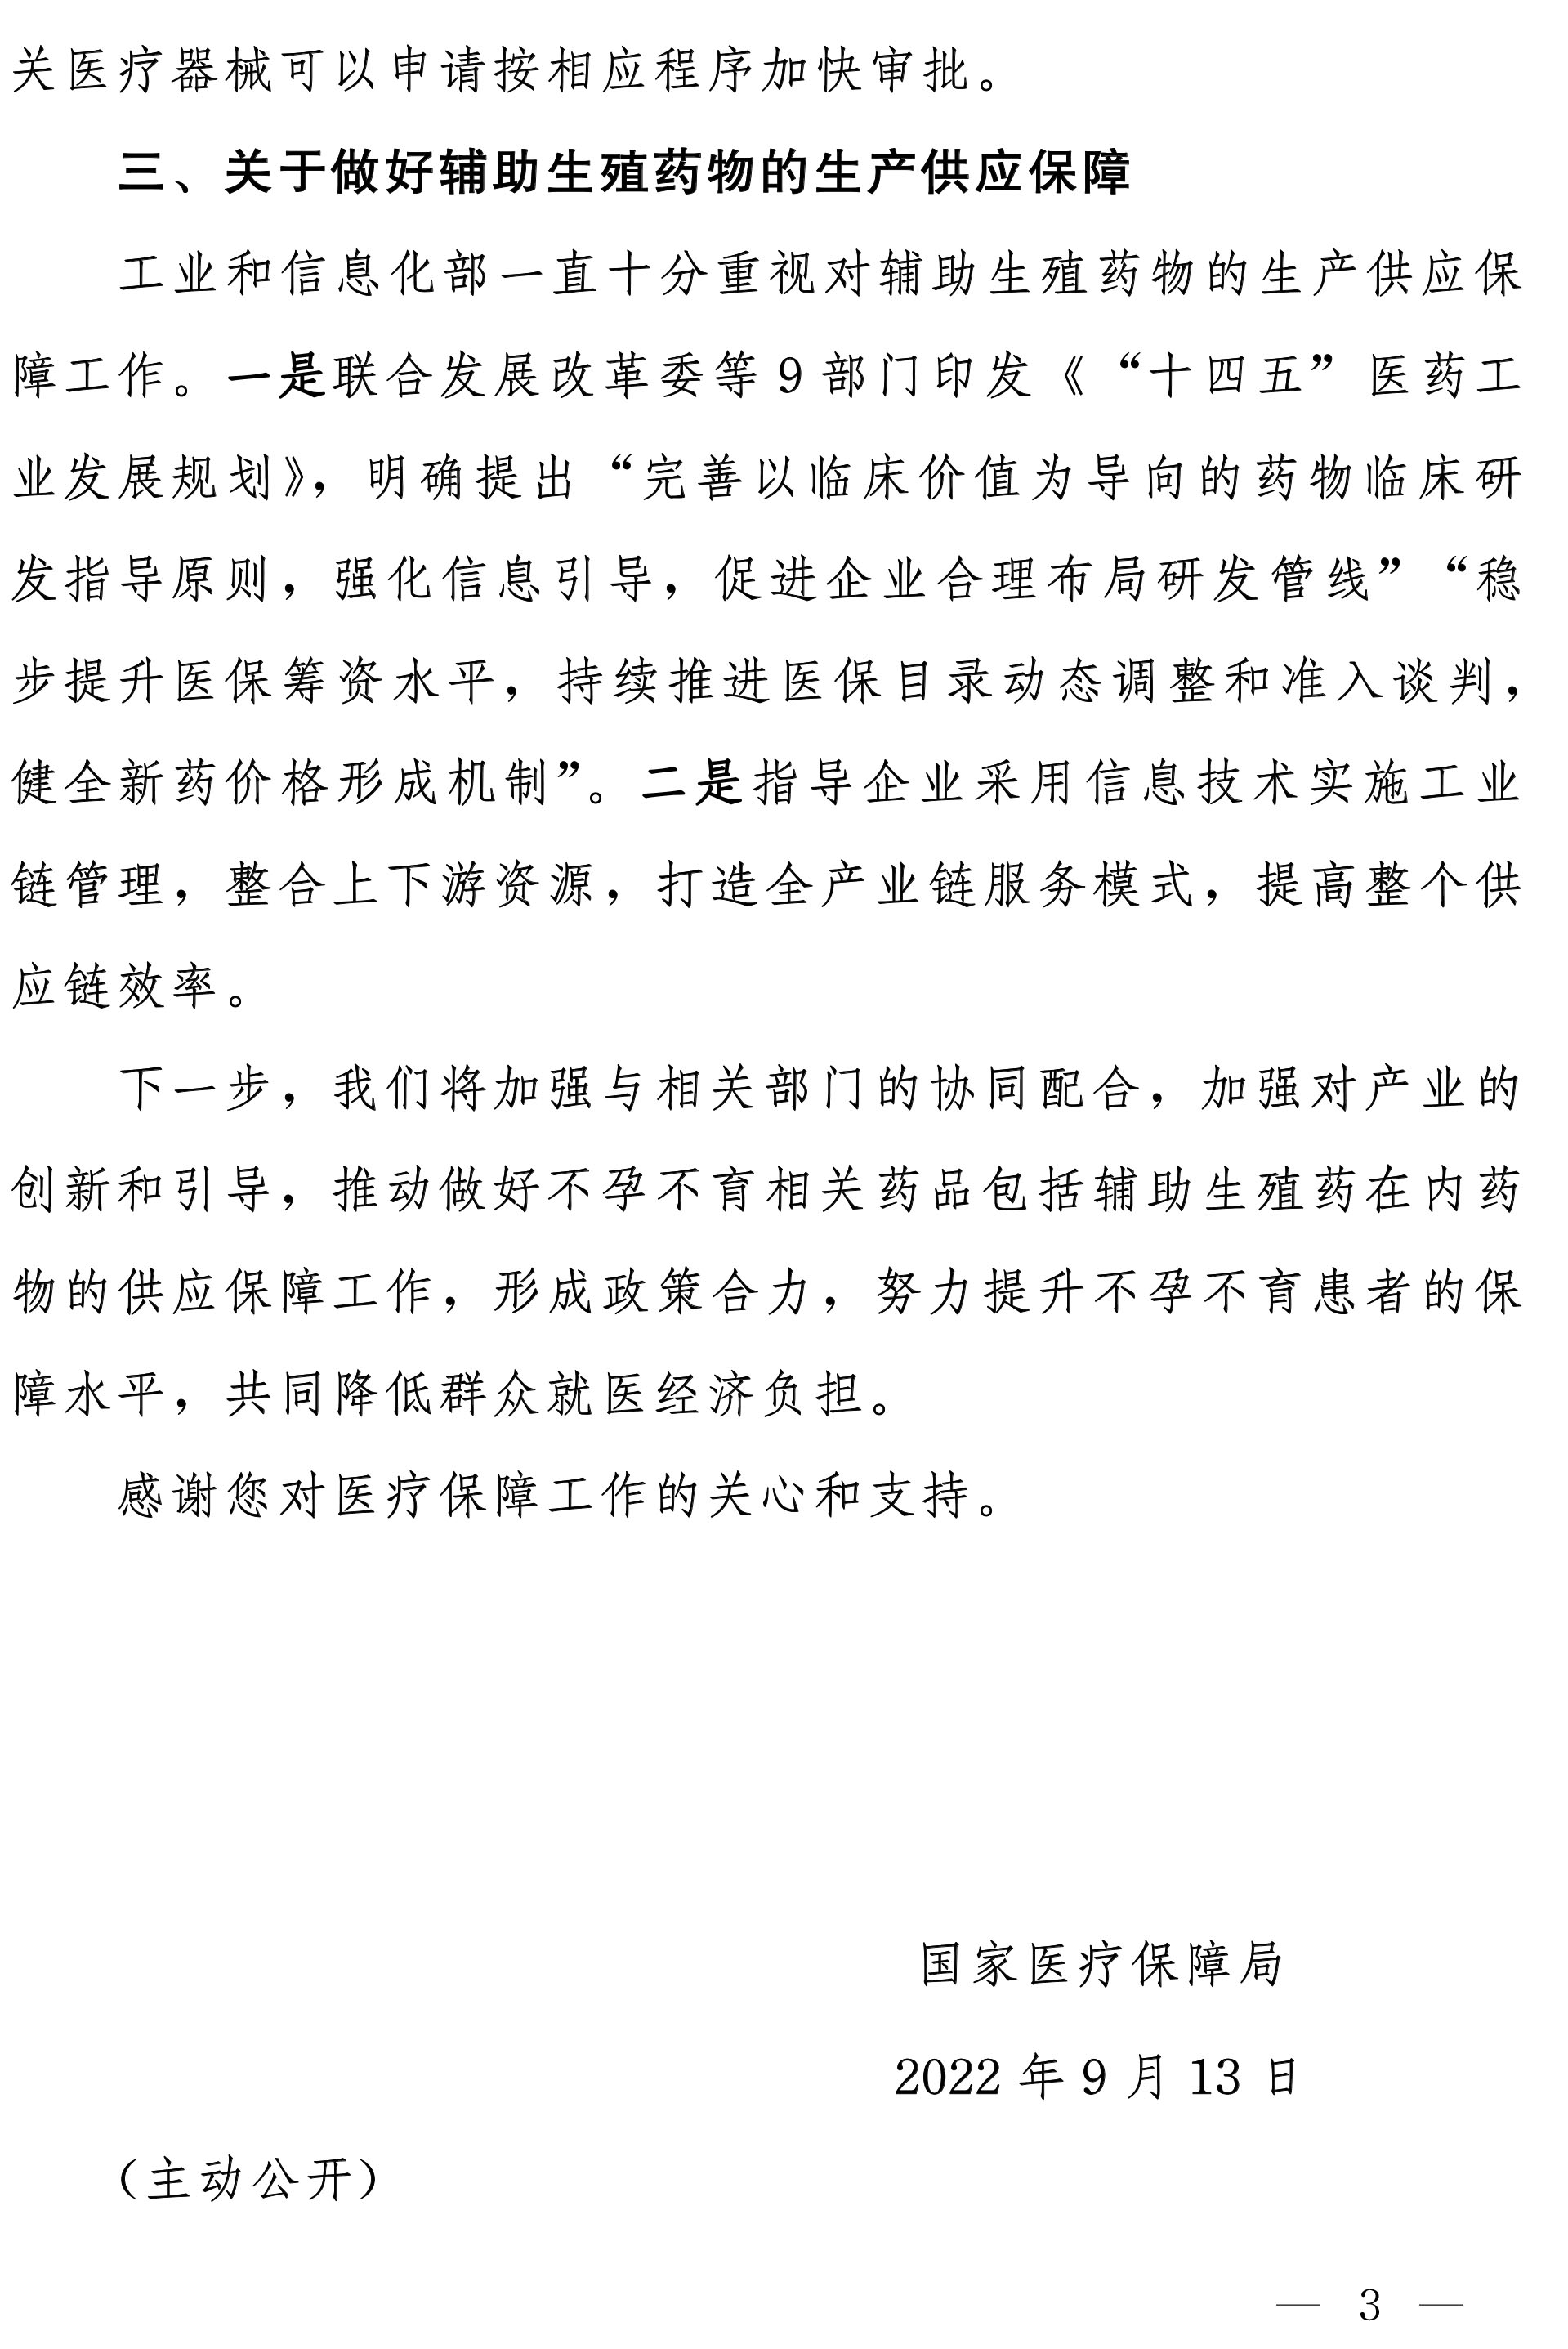 关医疗器械可以申请按相应程序加快审批。
三、关于做好辅助生殖药物的生产供应保障
工业和信息化部一直十分重视对辅助生殖药物的生产供应保
障工作。一是联合发展改革委等9部门印发《“十四五”医药工
业发展规划》，明确提出“完善以临床价值为导向的药物临床研
发指导原则，强化信息引导，促进企业合理布局研发管线”“稳
步提升医保筹资水平，持续推进医保目录动态调整和准入谈判，
健全新药价格形成机制”。二是指导企业采用信息技术实施工业
链管理，整合上下游资源，打造全产业链服务模式，提高整个供
应链效率。
下一步，我们将加强与相关部门的协同配合，加强对产业的
创新和引导，推动做好不孕不育相关药品包括辅助生殖药在内药
物的供应保障工作，形成政策合力，努力提升不孕不育患者的保
障水平，共同降低群众就医经济负担。
感谢您对医疗保障工作的关心和支持。
国家医疗保障局
2022年9月13日
（主动公开）
— 3 —